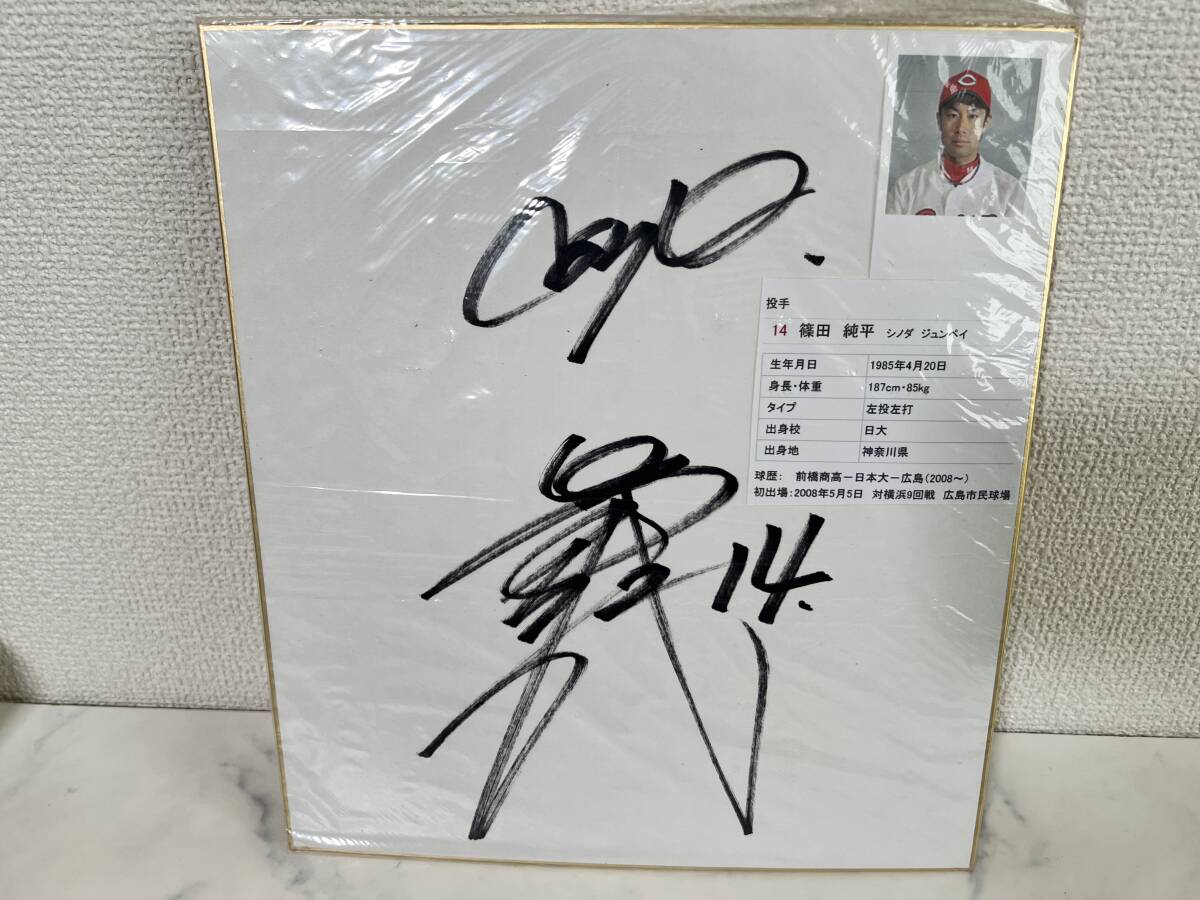 Carp.
投手
14 篠田 純平 シノダ ジュンペイ
生年月日 1985年4月20日
身長・体重 187cm・85kg
タイプ 左投左打
出身校 日大
出身地 神奈川県
球歴: 前橋商高－日本大－広島(2008～)
初出場:2008年5月5日 対横浜9回戦 広島市民球場
14.